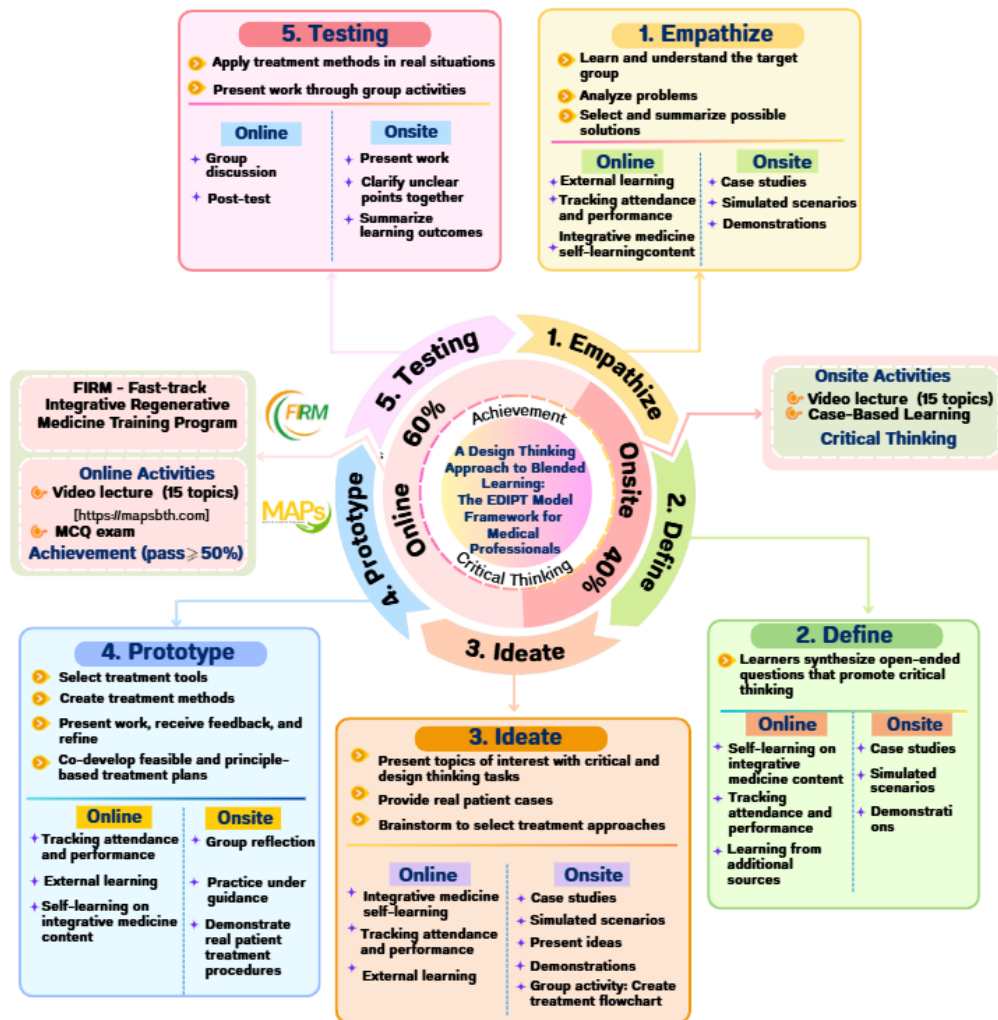 5. Testing
Apply treatment methods in real situations
Present work through group activities
Online
Group
discussion
Post-test
Onsite
Present work
Clarify unclear
points together
Summarize
learning outcomes
1. Empathize
Learn and understand the target
group
Analyze problems
Select and summarize possible
solutions
Online
External learning
Tracking attendance
and performance
Integrative medicine
self-learningcontent
Onsite
Case studies
Simulated scenarios
Demonstrations
FIRM - Fast-track
Integrative Regenerative
Medicine Training Program
FIRM
Online Activities
Video lecture (15 topics)
[https://mapsbth.com]
MCQ exam
Achievement (pass⩾50%)
MAPs
5. Testing
1. Empathize
2. Define
3. Ideate
4. Prototype
Online 60%
Onsite 40%
Achievement
A Design Thinking
Approach to Blended
Learning:
The EDIPT Model
Framework for
Medical
Professionals
Critical Thinking
Onsite Activities
Video lecture (15 topics)
Case-Based Learning
Critical Thinking
4. Prototype
Select treatment tools
Create treatment methods
Present work, receive feedback, and
refine
Co-develop feasible and principle-
based treatment plans
Online
Tracking attendance
and performance
External learning
Self-learning on
integrative medicine
content
Onsite
Group reflection
Practice under
guidance
Demonstrate
real patient
treatment
procedures
3. Ideate
Present topics of interest with critical and
design thinking tasks
Provide real patient cases
Brainstorm to select treatment approaches
Online
Integrative medicine
self-learning
Tracking attendance
and performance
External learning
Onsite
Case studies
Simulated scenarios
Present ideas
Demonstrations
Group activity: Create
treatment flowchart
2. Define
Learners synthesize open-ended
questions that promote critical
thinking
Online
Self-learning on
integrative medicine
content
Tracking
attendance and
performance
Learning from
additional
sources
Onsite
Case studies
Simulated
scenarios
Demonstrati
ons